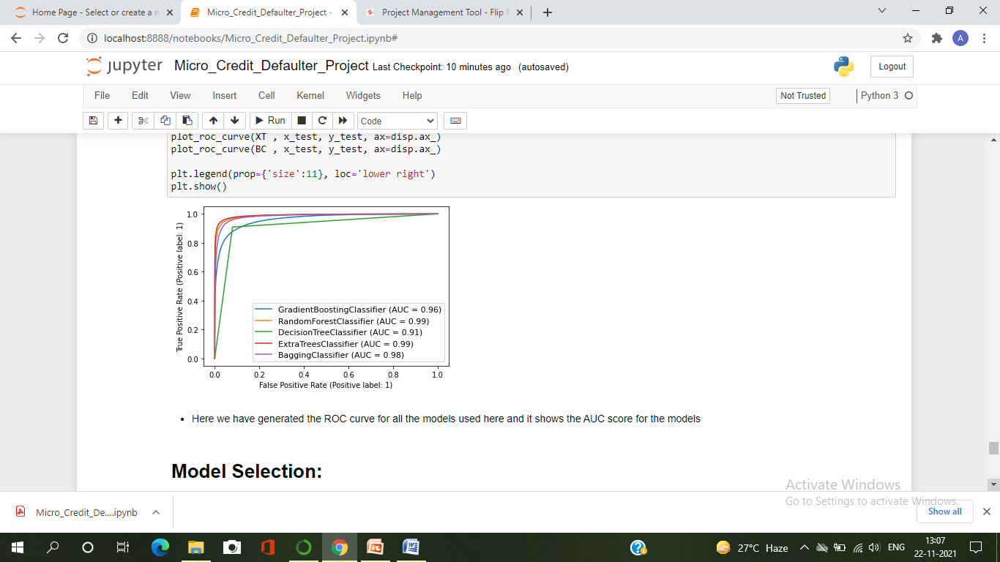 Home Page - Select or create a n
Micro_Credit_Defaulter_Project -
Project Management Tool - Flip F
localhost:8888/notebooks/Micro_Credit_Defaulter_Project.ipynb#
A
jupyter Micro_Credit_Defaulter_Project Last Checkpoint: 10 minutes ago (autosaved)
Logout
File Edit View Insert Cell Kernel Widgets Help
Not Trusted
Python 3
Run
Code
plot_roc_curve(XT , x_test, y_test, ax=disp.ax_)
plot_roc_curve(BC , x_test, y_test, ax=disp.ax_)
plt.legend(prop={'size':11}, loc='lower right')
plt.show()
True Positive Rate (Positive label: 1)
1.0
0.8
0.6
0.4
0.2
0.0
GradientBoostingClassifier (AUC = 0.96)
RandomForestClassifier (AUC = 0.99)
DecisionTreeClassifier (AUC = 0.91)
ExtraTreesClassifier (AUC = 0.99)
BaggingClassifier (AUC = 0.98)
0.0 0.2 0.4 0.6 0.8 1.0
False Positive Rate (Positive label: 1)
• Here we have generated the ROC curve for all the models used here and it shows the AUC score for the models
Model Selection:
Activate Windows
Go to Settings to activate Windows.
Micro_Credit_De....ipynb
Show all
27°C Haze
ENG
13:07
22-11-2021